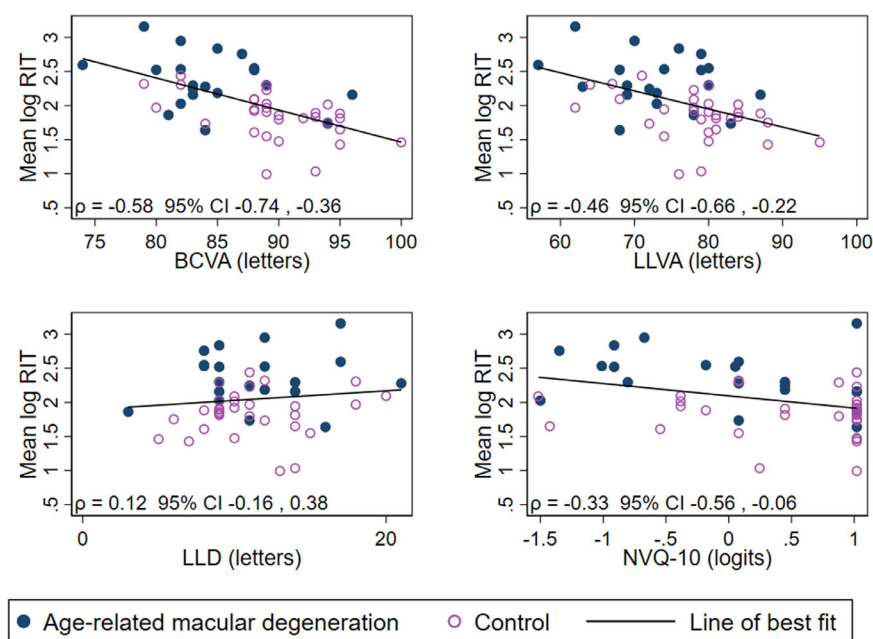 3
2.5
2
1.5
1
.5
Mean log RIT
ρ = -0.58 95% CI -0.74 , -0.36
75 80 85 90 95 100
BCVA (letters)
3
2.5
2
1.5
1
.5
Mean log RIT
ρ = -0.46 95% CI -0.66 , -0.22
60 70 80 90 100
LLVA (letters)
3
2.5
2
1.5
1
.5
Mean log RIT
ρ = 0.12 95% CI -0.16 , 0.38
0 20
LLD (letters)
3
2.5
2
1.5
1
.5
Mean log RIT
ρ = -0.33 95% CI -0.56 , -0.06
-1.5 -1 -.5 0 .5 1
NVQ-10 (logits)
Age-related macular degeneration Control Line of best fit